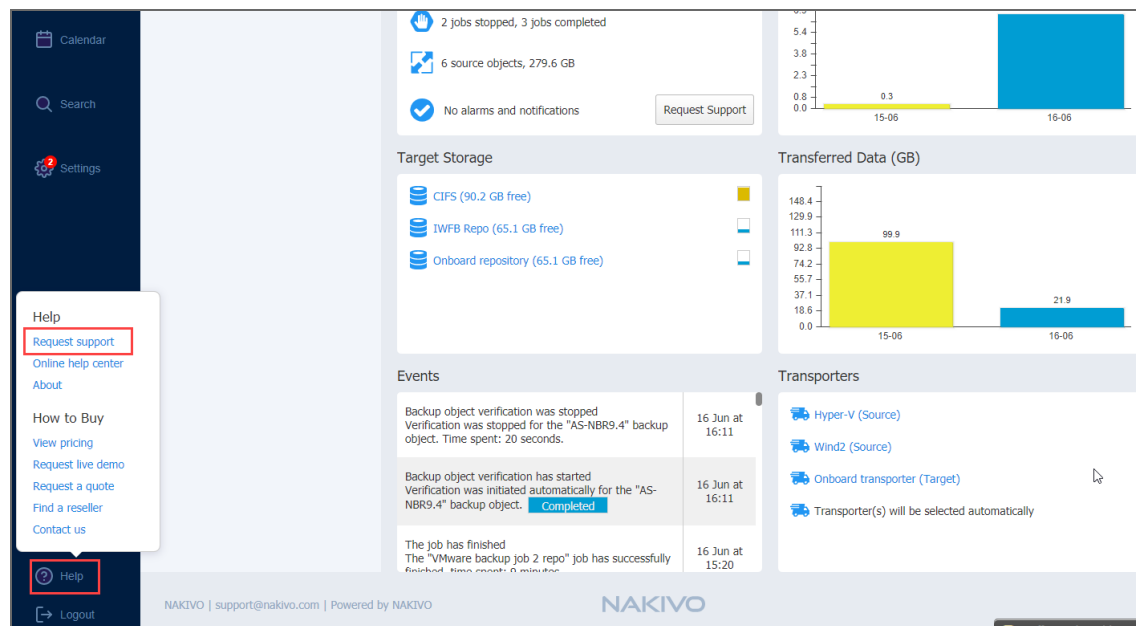 Calendar
Search
2
Settings
Help
Request support
Online help center
About
How to Buy
View pricing
Request live demo
Request a quote
Find a reseller
Contact us
Help
Logout
2 jobs stopped, 3 jobs completed
6 source objects, 279.6 GB
No alarms and notifications
Request Support
5.4
3.8
2.3
0.8
0.0
0.3
15-06
16-06
Target Storage
CIFS (90.2 GB free)
IWFB Repo (65.1 GB free)
Onboard repository (65.1 GB free)
Transferred Data (GB)
148.4
129.9
111.3
92.8
74.2
55.7
37.1
18.6
0.0
99.9
21.9
15-06
16-06
Events
Backup object verification was stopped
Verification was stopped for the "AS-NBR9.4" backup
object. Time spent: 20 seconds.
16 Jun at
16:11
Backup object verification has started
Verification was initiated automatically for the "AS-
NBR9.4" backup object. Completed
16 Jun at
16:11
The job has finished
The "VMware backup job 2 repo" job has successfully
finished, time spent: 9 minutes
16 Jun at
15:20
Transporters
Hyper-V (Source)
Wind2 (Source)
Onboard transporter (Target)
Transporter(s) will be selected automatically
NAKIVO | support@nakivo.com | Powered by NAKIVO
NAKIVO